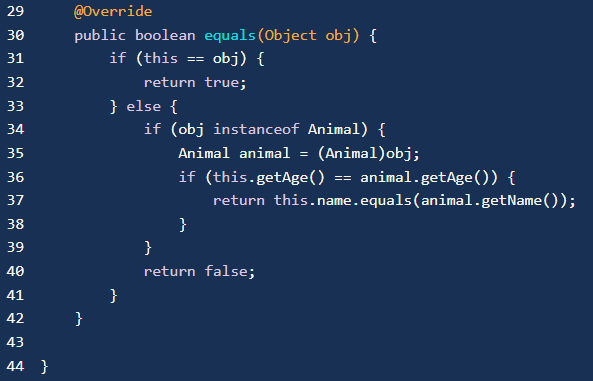 29     @Override
30     public boolean equals(Object obj) {
31         if (this == obj) {
32             return true;
33         } else {
34             if (obj instanceof Animal) {
35                 Animal animal = (Animal)obj;
36                 if (this.getAge() == animal.getAge()) {
37                     return this.name.equals(animal.getName());
38                 }
39             }
40             return false;
41         }
42     }
43
44 }